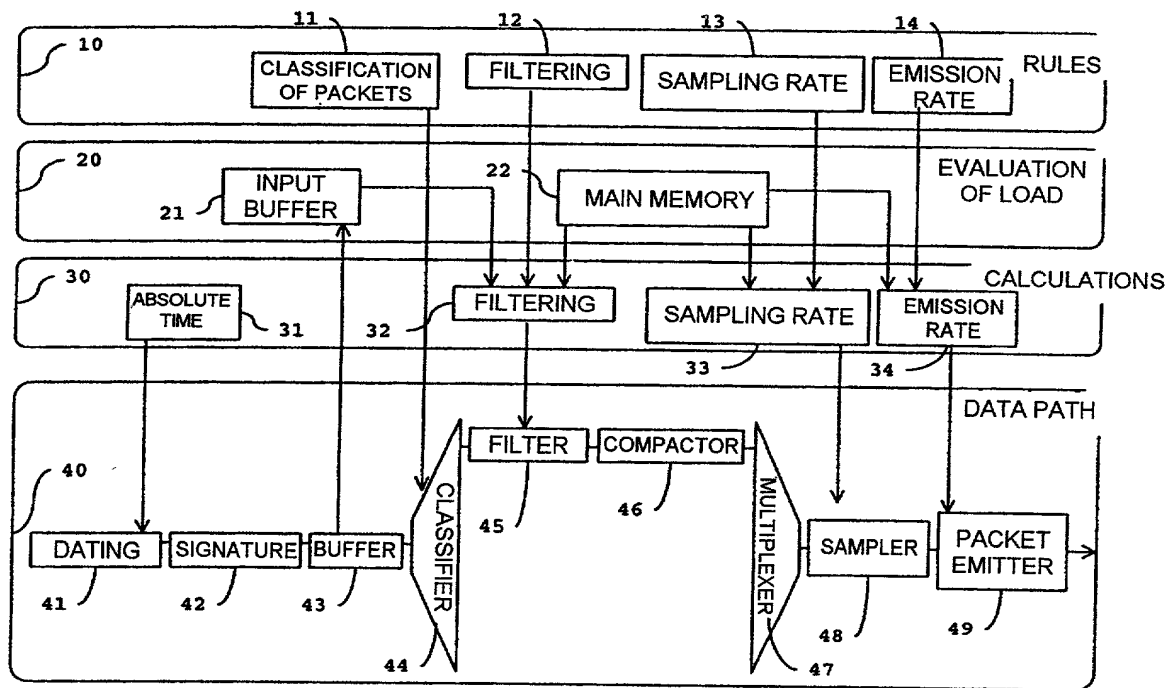 11
12
13
14
10
CLASSIFICATION
OF PACKETS
FILTERING
SAMPLING RATE
EMISSION
RATE
RULES
20
21
INPUT
BUFFER
22
MAIN MEMORY
EVALUATION
OF LOAD
30
ABSOLUTE
TIME
31
32
FILTERING
SAMPLING RATE
33
EMISSION
RATE
34
CALCULATIONS
DATA PATH
40
DATING
41
SIGNATURE
42
BUFFER
43
CLASSIFIER
44
FILTER
45
COMPACTOR
46
MULTIPLEXER
47
SAMPLER
48
PACKET
EMITTER
49